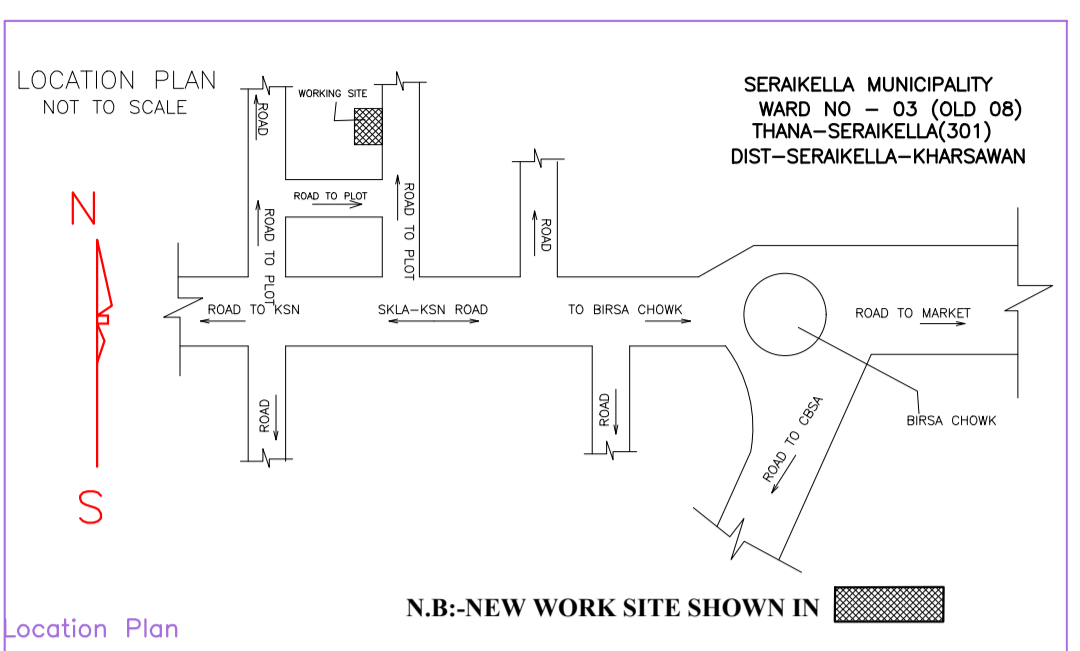 LOCATION PLAN
NOT TO SCALE
SERAIKELLA MUNICIPALITY
WARD NO - 03 (OLD 08)
THANA-SERAIKELLA(301)
DIST-SERAIKELLA-KHARSAWAN
WORKING SITE
ROAD
ROAD TO PLOT
ROAD TO PLOT
ROAD TO PLOT
ROAD
N
S
ROAD TO KSN
SKLA-KSN ROAD
TO BIRSA CHOWK
ROAD TO MARKET
BIRSA CHOWK
ROAD
ROAD
ROAD TO CBSA
N.B:-NEW WORK SITE SHOWN IN
Location Plan